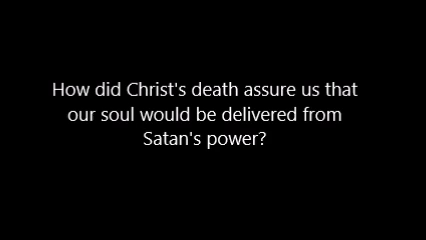 How did Christ's death assure us that
our soul would be delivered from
Satan's power?